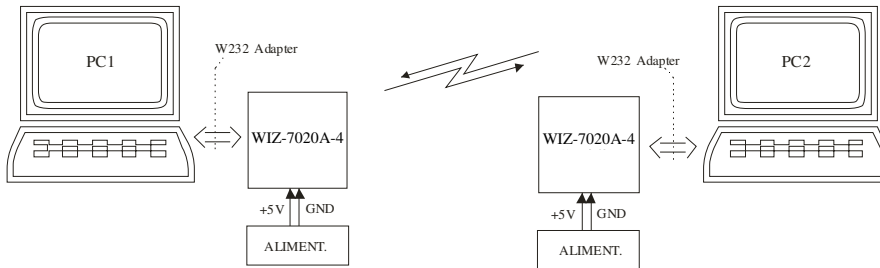 PC1
W232 Adapter
WIZ-7020A-4
+5V GND
ALIMENT.
W232 Adapter
PC2
WIZ-7020A-4
+5V GND
ALIMENT.